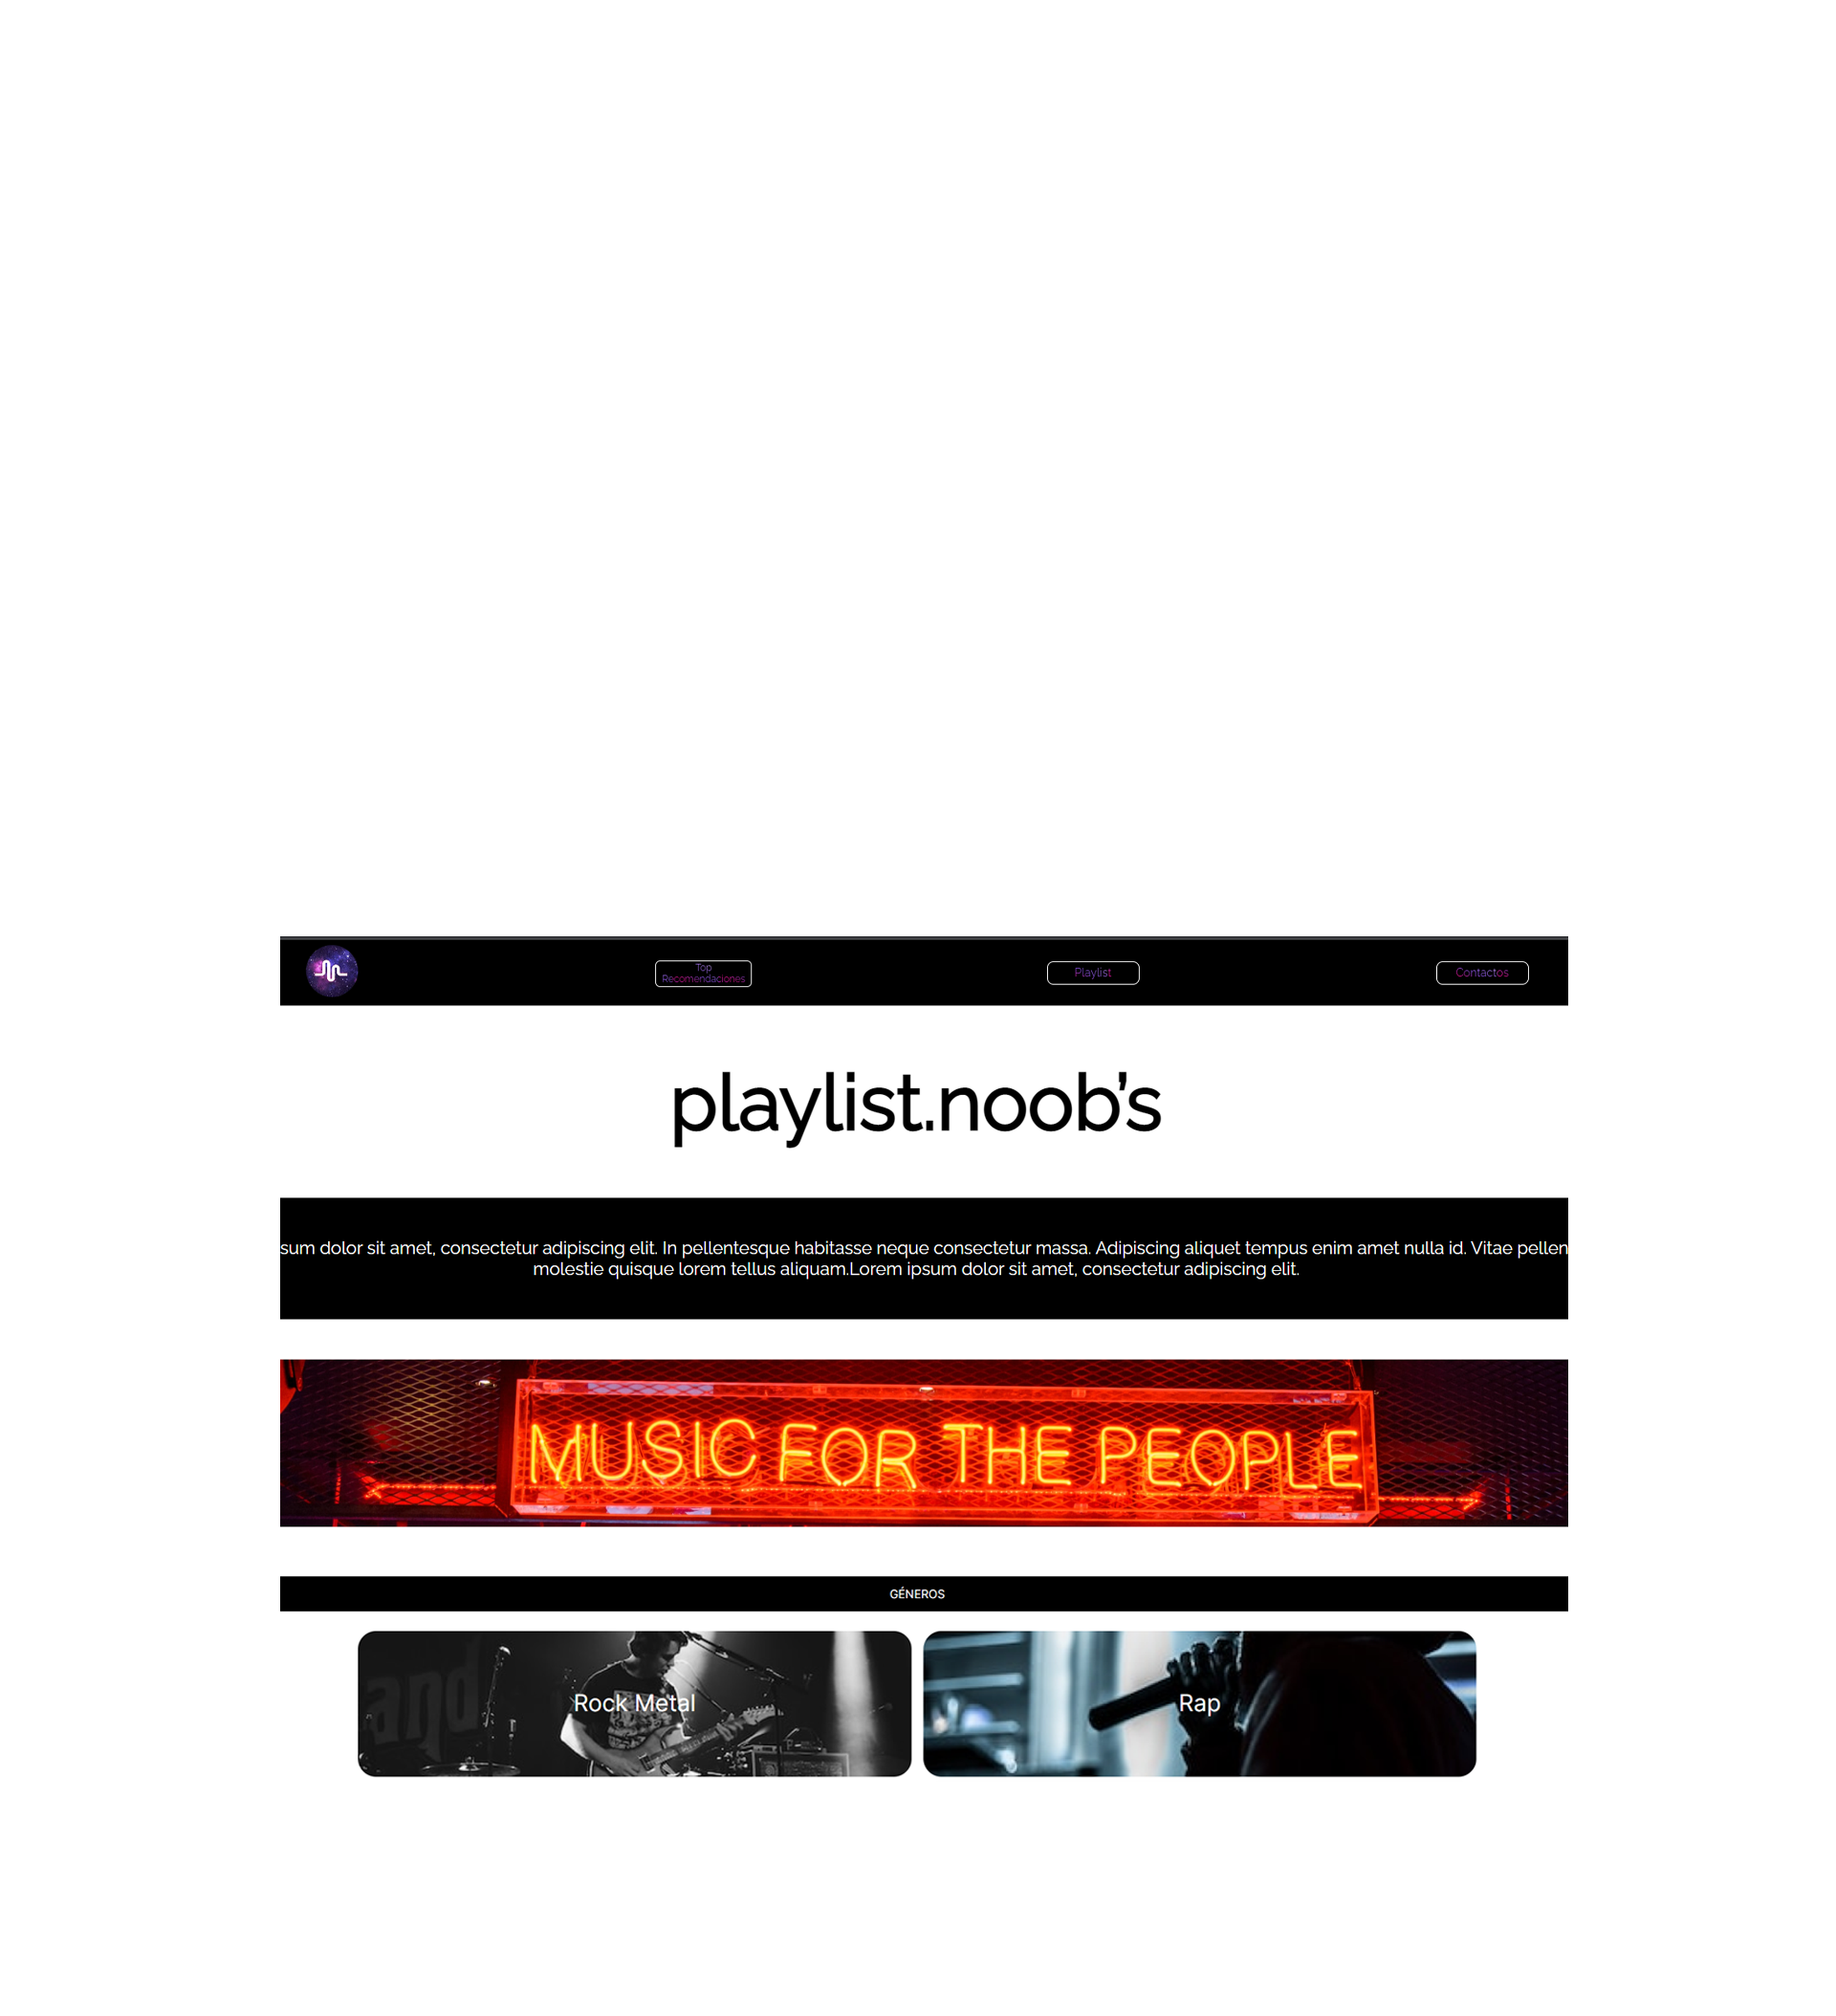 Top
Recomendaciones
Playlist
Contactos
playlist.noob’s
sum dolor sit amet, consectetur adipiscing elit. In pellentesque habitasse neque consectetur massa. Adipiscing aliquet tempus enim amet nulla id. Vitae pellen
molestie quisque lorem tellus aliquam.Lorem ipsum dolor sit amet, consectetur adipiscing elit.
MUSIC FOR THE PEOPLE
GÉNEROS
and
Rock Metal
Rap